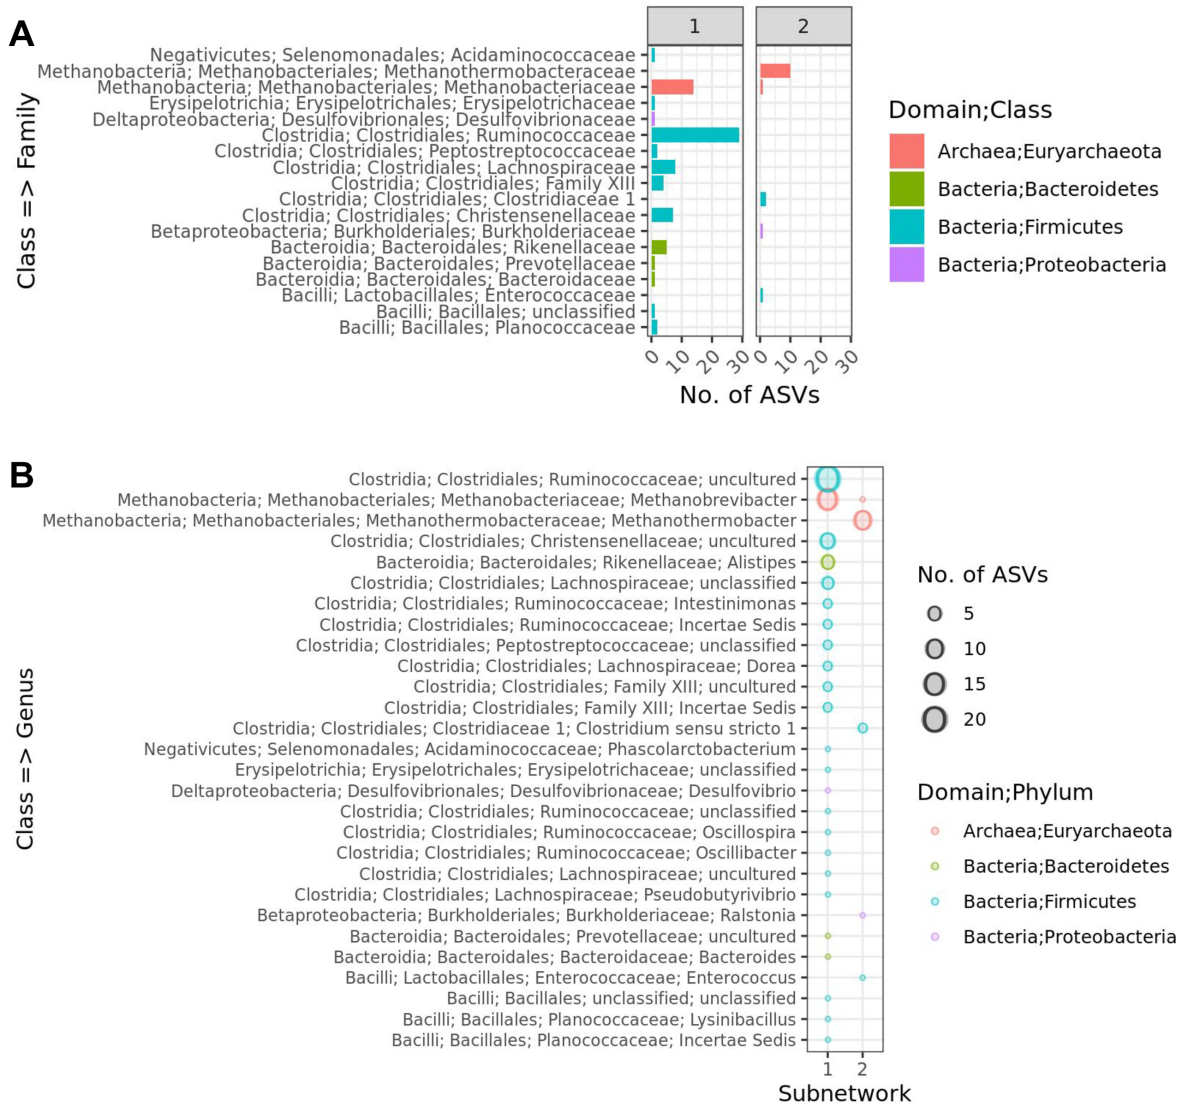 A
1
2
Class => Family
Negativicutes; Selenomonadales; Acidaminococcaceae
Methanobacteria; Methanobacteriales; Methanothermobacteraceae
Methanobacteria; Methanobacteriales; Methanobacteriaceae
Erysipelotrichia; Erysipelotrichales; Erysipelotrichaceae
Deltaproteobacteria; Desulfovibrionales; Desulfovibrionaceae
Clostridia; Clostridiales; Ruminococcaceae
Clostridia; Clostridiales; Peptostreptococcaceae
Clostridia; Clostridiales; Lachnospiraceae
Clostridia; Clostridiales; Family XIII
Clostridia; Clostridiales; Clostridiaceae 1
Clostridia; Clostridiales; Christensenellaceae
Betaproteobacteria; Burkholderiales; Burkholderiaceae
Bacteroidia; Bacteroidales; Rikenellaceae
Bacteroidia; Bacteroidales; Prevotellaceae
Bacteroidia; Bacteroidales; Bacteroidaceae
Bacilli; Lactobacillales; Enterococcaceae
Bacilli; Bacillales; unclassified
Bacilli; Bacillales; Planococcaceae
0 10 20 30 0 10 20 30
No. of ASVs
Domain;Class
Archaea;Euryarchaeota
Bacteria;Bacteroidetes
Bacteria;Firmicutes
Bacteria;Proteobacteria
B
Class => Genus
Clostridia; Clostridiales; Ruminococcaceae; uncultured
Methanobacteria; Methanobacteriales; Methanobacteriaceae; Methanobrevibacter
Methanobacteria; Methanobacteriales; Methanothermobacteraceae; Methanothermobacter
Clostridia; Clostridiales; Christensenellaceae; uncultured
Bacteroidia; Bacteroidales; Rikenellaceae; Alistipes
Clostridia; Clostridiales; Lachnospiraceae; unclassified
Clostridia; Clostridiales; Ruminococcaceae; Intestinimonas
Clostridia; Clostridiales; Ruminococcaceae; Incertae Sedis
Clostridia; Clostridiales; Peptostreptococcaceae; unclassified
Clostridia; Clostridiales; Lachnospiraceae; Dorea
Clostridia; Clostridiales; Family XIII; uncultured
Clostridia; Clostridiales; Family XIII; Incertae Sedis
Clostridia; Clostridiales; Clostridiaceae 1; Clostridium sensu stricto 1
Negativicutes; Selenomonadales; Acidaminococcaceae; Phascolarctobacterium
Erysipelotrichia; Erysipelotrichales; Erysipelotrichaceae; unclassified
Deltaproteobacteria; Desulfovibrionales; Desulfovibrionaceae; Desulfovibrio
Clostridia; Clostridiales; Ruminococcaceae; unclassified
Clostridia; Clostridiales; Ruminococcaceae; Oscillospira
Clostridia; Clostridiales; Ruminococcaceae; Oscillibacter
Clostridia; Clostridiales; Lachnospiraceae; uncultured
Clostridia; Clostridiales; Lachnospiraceae; Pseudobutyrivibrio
Betaproteobacteria; Burkholderiales; Burkholderiaceae; Ralstonia
Bacteroidia; Bacteroidales; Prevotellaceae; uncultured
Bacteroidia; Bacteroidales; Bacteroidaceae; Bacteroides
Bacilli; Lactobacillales; Enterococcaceae; Enterococcus
Bacilli; Bacillales; unclassified; unclassified
Bacilli; Bacillales; Planococcaceae; Lysinibacillus
Bacilli; Bacillales; Planococcaceae; Incertae Sedis
1 2
Subnetwork
No. of ASVs
5
10
15
20
Domain;Phylum
Archaea;Euryarchaeota
Bacteria;Bacteroidetes
Bacteria;Firmicutes
Bacteria;Proteobacteria